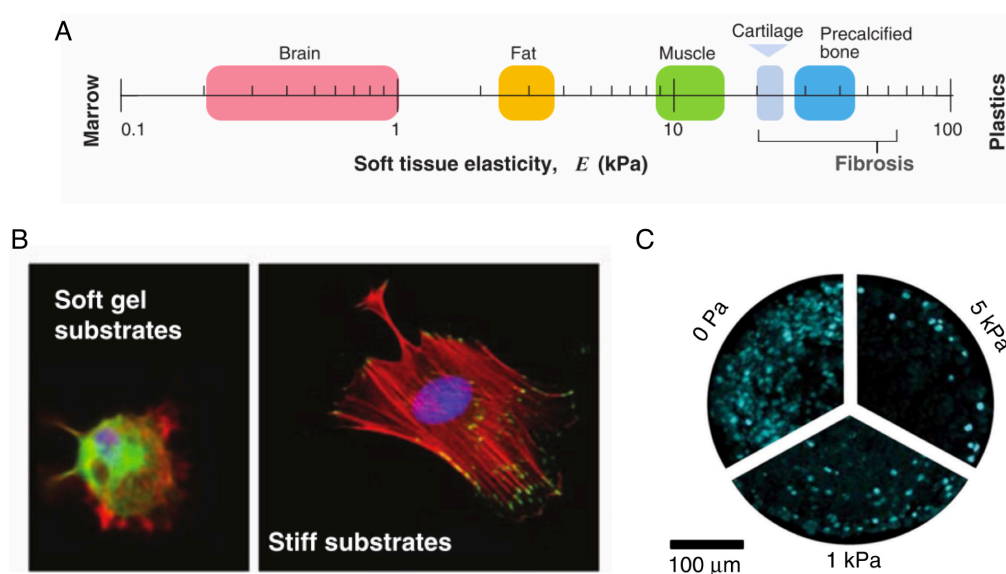 A
Cartilage
Precalcified
bone
Brain
Fat
Muscle
Marrow
Plastics
0.1
1
10
100
Soft tissue elasticity, E (kPa)
Fibrosis
B
Soft gel
substrates
Stiff substrates
C
0 Pa
5 kPa
1 kPa
100 μm